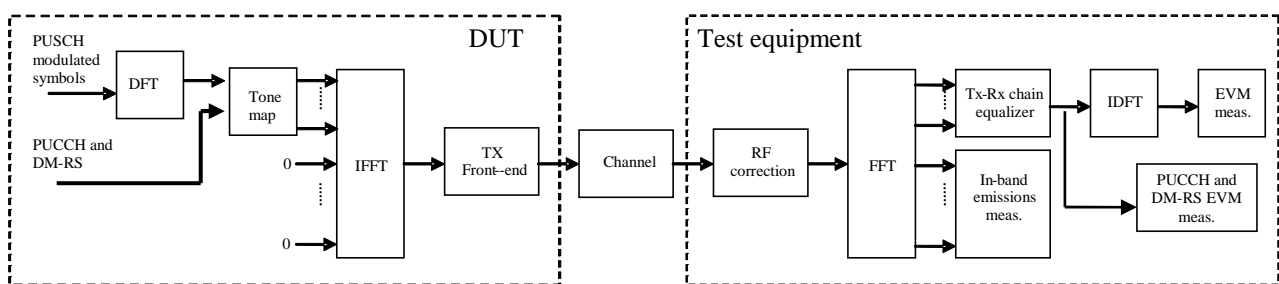 DUT
Test equipment
PUSCH
modulated
symbols
DFT
Tone
map
PUCCH and
DM-RS
0
0
IFFT
TX
Front--end
Channel
RF
correction
FFT
Tx-Rx chain
equalizer
IDFT
EVM
meas.
In-band
emissions
meas.
PUCCH and
DM-RS EVM
meas.